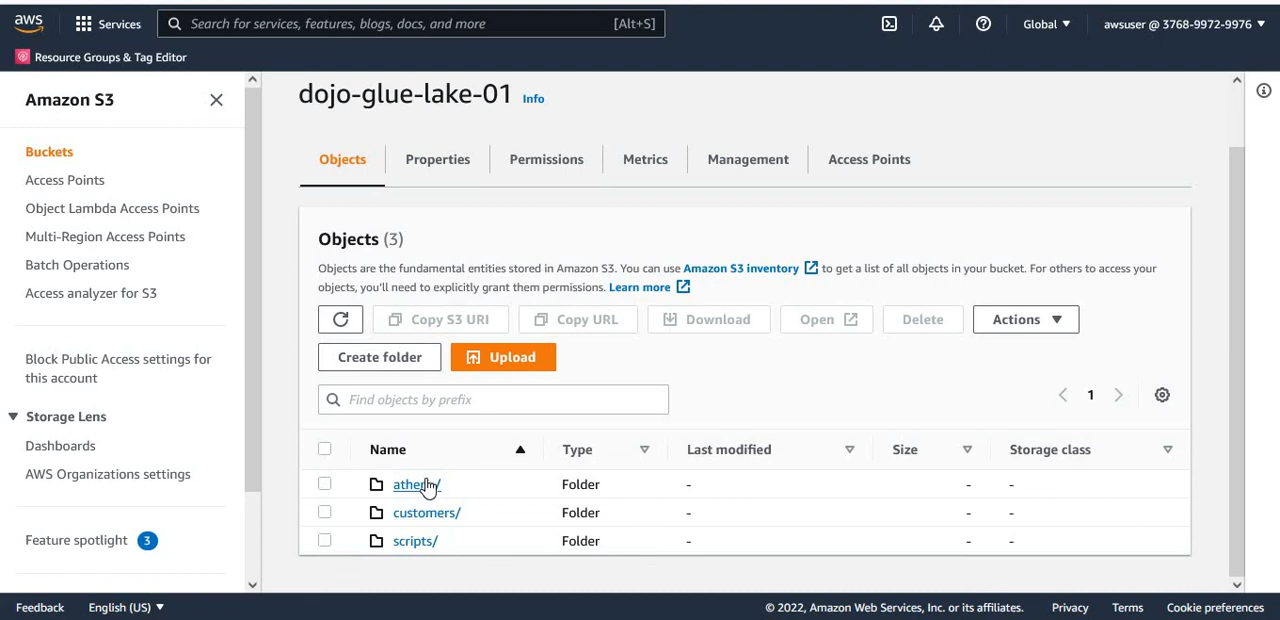 aws
Services
Search for services, features, blogs, docs, and more
[Alt+S]
Global
awsuser @ 3768-9972-9976
Resource Groups & Tag Editor
Amazon S3
Buckets
Access Points
Object Lambda Access Points
Multi-Region Access Points
Batch Operations
Access analyzer for S3
Block Public Access settings for
this account
Storage Lens
Dashboards
AWS Organizations settings
Feature spotlight 3
dojo-glue-lake-01 Info
Objects Properties Permissions Metrics Management Access Points
Objects (3)
Objects are the fundamental entities stored in Amazon S3. You can use Amazon S3 inventory to get a list of all objects in your bucket. For others to access your
objects, you'll need to explicitly grant them permissions. Learn more
Copy S3 URI Copy URL Download Open Delete Actions
Create folder Upload
Find objects by prefix
1
Name Type Last modified Size Storage class
Folder - - -
customers/ Folder - - -
scripts/ Folder - - -
Feedback English (US) © 2022, Amazon Web Services, Inc. or its affiliates. Privacy Terms Cookie preferences